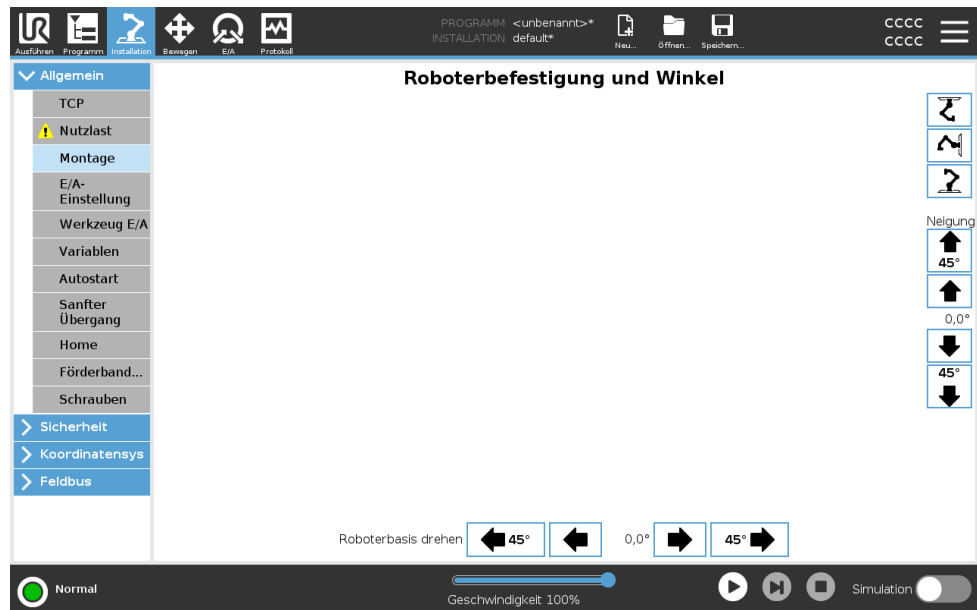 PROGRAMM <unbenannt>*
INSTALLATION default*
CCCC
CCCC
Ausführen Programm Installation Bewegen E/A Protokoll
Neu... Öffnen... Speichern...
Allgemein
TCP
Nutzlast
Montage
E/A-
Einstellung
Werkzeug E/A
Variablen
Autostart
Sanfter
Übergang
Home
Förderband...
Schrauben
Sicherheit
Koordinatensys
Feldbus
Roboterbefestigung und Winkel
Neigung
45°
0,0°
45°
Roboterbasis drehen 45° 0,0° 45°
Normal
Geschwindigkeit 100%
Simulation